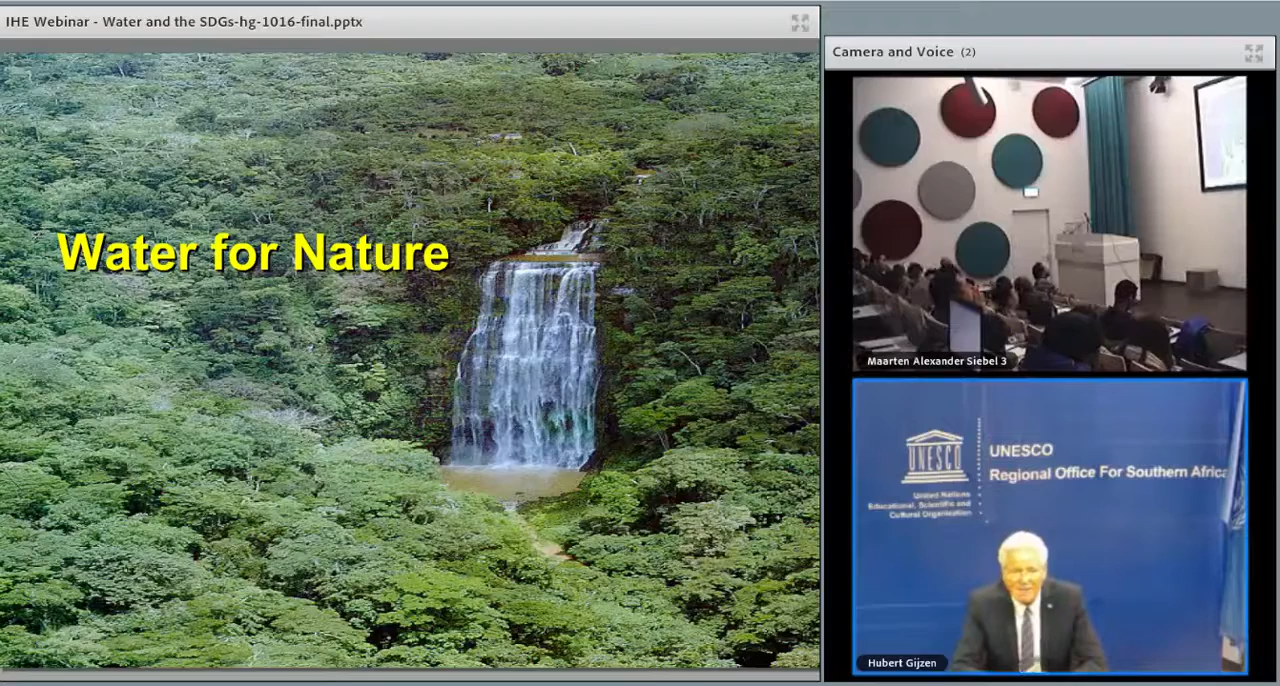 IHE Webinar - Water and the SDGs-hg-1016-final.pptx
Water for Nature
Camera and Voice (2)
Maarten Alexander Siebel 3
UNESCO
UNESCO
Regional Office For Southern Africa
United Nations
Educational, Scientific and
Cultural Organization
Hubert Gijzen